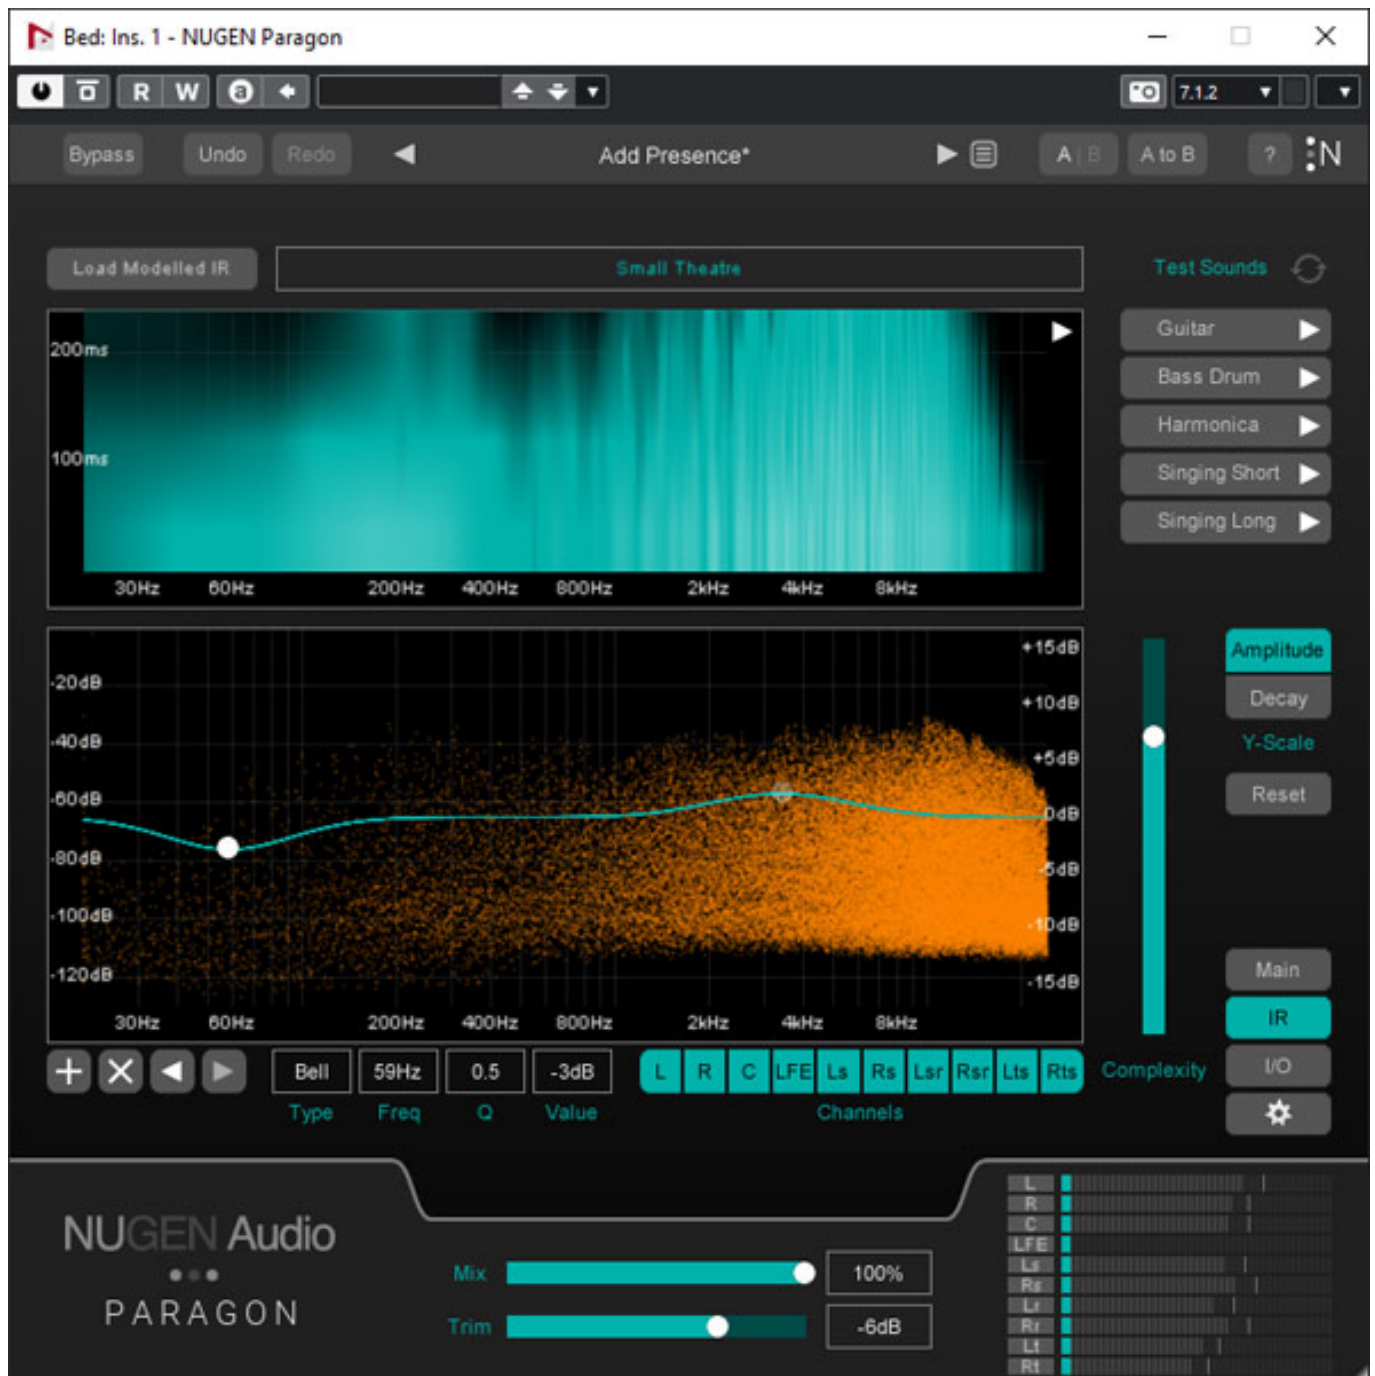 Bed: Ins. 1 - NUGEN Paragon
R W a 7.1.2
Bypass Undo Redo Add Presence* A | B A to B ? N
Load Modelled IR Small Theatre Test Sounds
200ms
100ms
30Hz 60Hz 200Hz 400Hz 800Hz 2kHz 4kHz 8kHz
Guitar
Bass Drum
Harmonica
Singing Short
Singing Long
-20dB
-40dB
-60dB
-80dB
-100dB
-120dB
+15dB
+10dB
+5dB
0dB
-5dB
-10dB
-15dB
30Hz 60Hz 200Hz 400Hz 800Hz 2kHz 4kHz 8kHz
Amplitude
Decay
Y-Scale
Reset
Main
IR
I/O
Bell 59Hz 0.5 -3dB
Type Freq Q Value
L R C LFE Ls Rs Lsr Rsr Lts Rts
Channels
Complexity
NUGEN Audio
PARAGON
Mix 100%
Trim -6dB
L
R
C
LFE
Ls
Rs
Lr
Rr
Lt
Rt